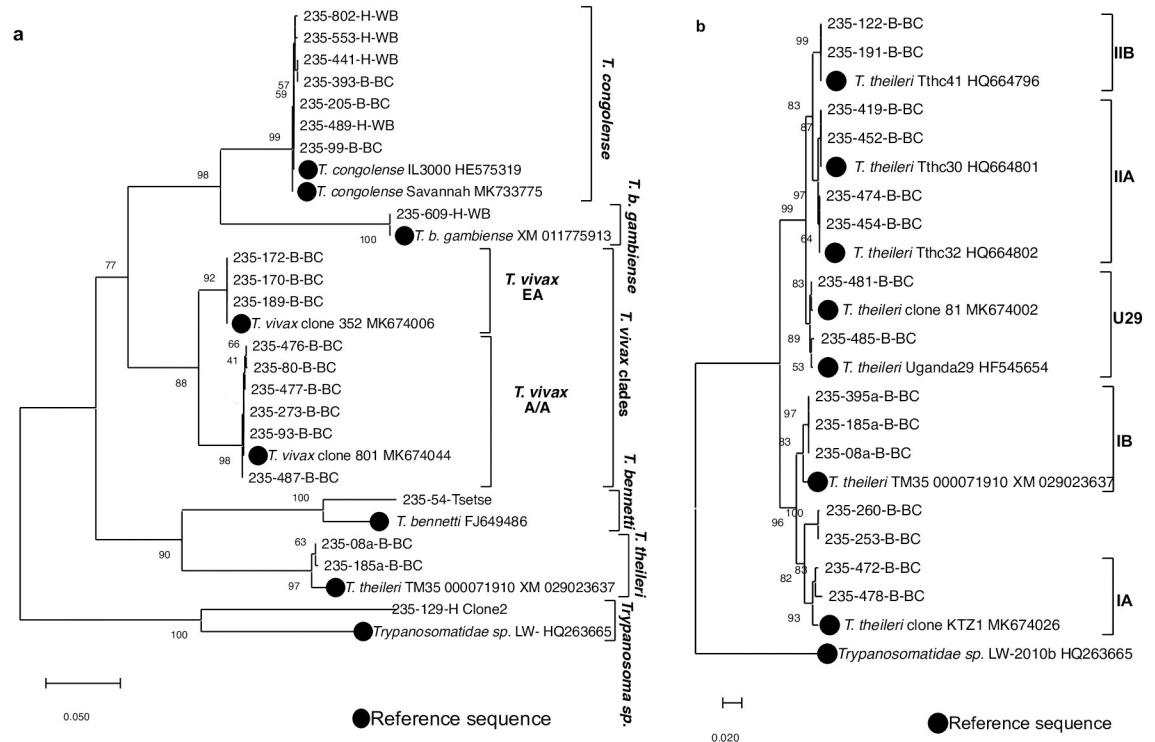 a
235-802-H-WB
235-553-H-WB
235-441-H-WB
235-393-B-BC
57
59
235-205-B-BC
235-489-H-WB
99
235-99-B-BC
T. congolense IL3000 HE575319
T. congolense Savannah MK733775
T. congolense
98
235-609-H-WB
100
T. b. gambiense XM 011775913
T. b. gambiense
77
235-172-B-BC
92
235-170-B-BC
235-189-B-BC
T. vivax clone 352 MK674006
T. vivax
EA
66
235-476-B-BC
41
235-80-B-BC
88
235-477-B-BC
235-273-B-BC
235-93-B-BC
98
T. vivax clone 801 MK674044
235-487-B-BC
T. vivax
A/A
T. vivax clades
100
235-54-Tsetse
T. bennetti FJ649486
T. bennetti
90
63
235-08a-B-BC
235-185a-B-BC
97
T. theileri TM35 000071910 XM 029023637
T. theileri
235-129-H Clone2
100
Trypanosomatidae sp. LW- HQ263665
Trypanosoma sp.
0.050
Reference sequence
b
235-122-B-BC
99
235-191-B-BC
T. theileri Tthc41 HQ664796
IIB
83
235-419-B-BC
87
235-452-B-BC
T. theileri Tthc30 HQ664801
IIA
97
235-474-B-BC
99
235-454-B-BC
64
T. theileri Tthc32 HQ664802
83
235-481-B-BC
T. theileri clone 81 MK674002
U29
89
235-485-B-BC
53
T. theileri Uganda29 HF545654
235-395a-B-BC
97
235-185a-B-BC
83
235-08a-B-BC
IB
T. theileri TM35 000071910 XM 029023637
100
235-260-B-BC
96
235-253-B-BC
83
235-472-B-BC
82
235-478-B-BC
IA
93
T. theileri clone KTZ1 MK674026
Trypanosomatidae sp. LW-2010b HQ263665
0.020
Reference sequence